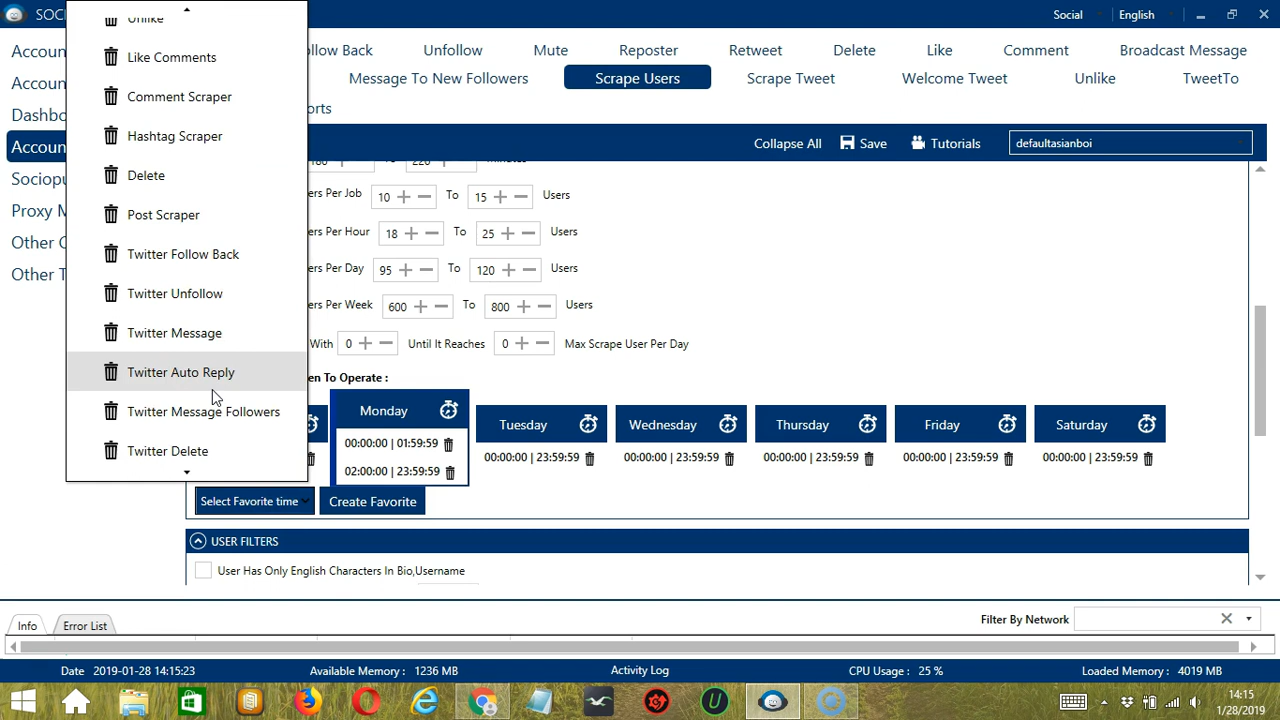 SOC
Social
English
Unlike
Like Comments
Comment Scraper
Hashtag Scraper
Delete
Post Scraper
Twitter Follow Back
Twitter Unfollow
Twitter Message
Twitter Auto Reply
Twitter Message Followers
Twitter Delete
Accoun
Accoun
Dashbo
Accoun
Sociopu
Proxy M
Other C
Other T
llow Back Unfollow Mute Reposter Retweet Delete Like Comment Broadcast Message
Message To New Followers Scrape Users Scrape Tweet Welcome Tweet Unlike TweetTo
orts
Collapse All Save Tutorials defaultasianboi
180 To 220 Minutes
ers Per Job 10 To 15 Users
ers Per Hour 18 To 25 Users
ers Per Day 95 To 120 Users
ers Per Week 600 To 800 Users
With 0 Until It Reaches 0 Max Scrape User Per Day
en To Operate :
Monday Tuesday Wednesday Thursday Friday Saturday
00:00:00 | 01:59:59
02:00:00 | 23:59:59
00:00:00 | 23:59:59 00:00:00 | 23:59:59 00:00:00 | 23:59:59 00:00:00 | 23:59:59 00:00:00 | 23:59:59
Select Favorite time Create Favorite
USER FILTERS
User Has Only English Characters In Bio,Username
Info Error List Filter By Network
Date 2019-01-28 14:15:23 Available Memory : 1236 MB Activity Log CPU Usage : 25 % Loaded Memory : 4019 MB
14:15
1/28/2019